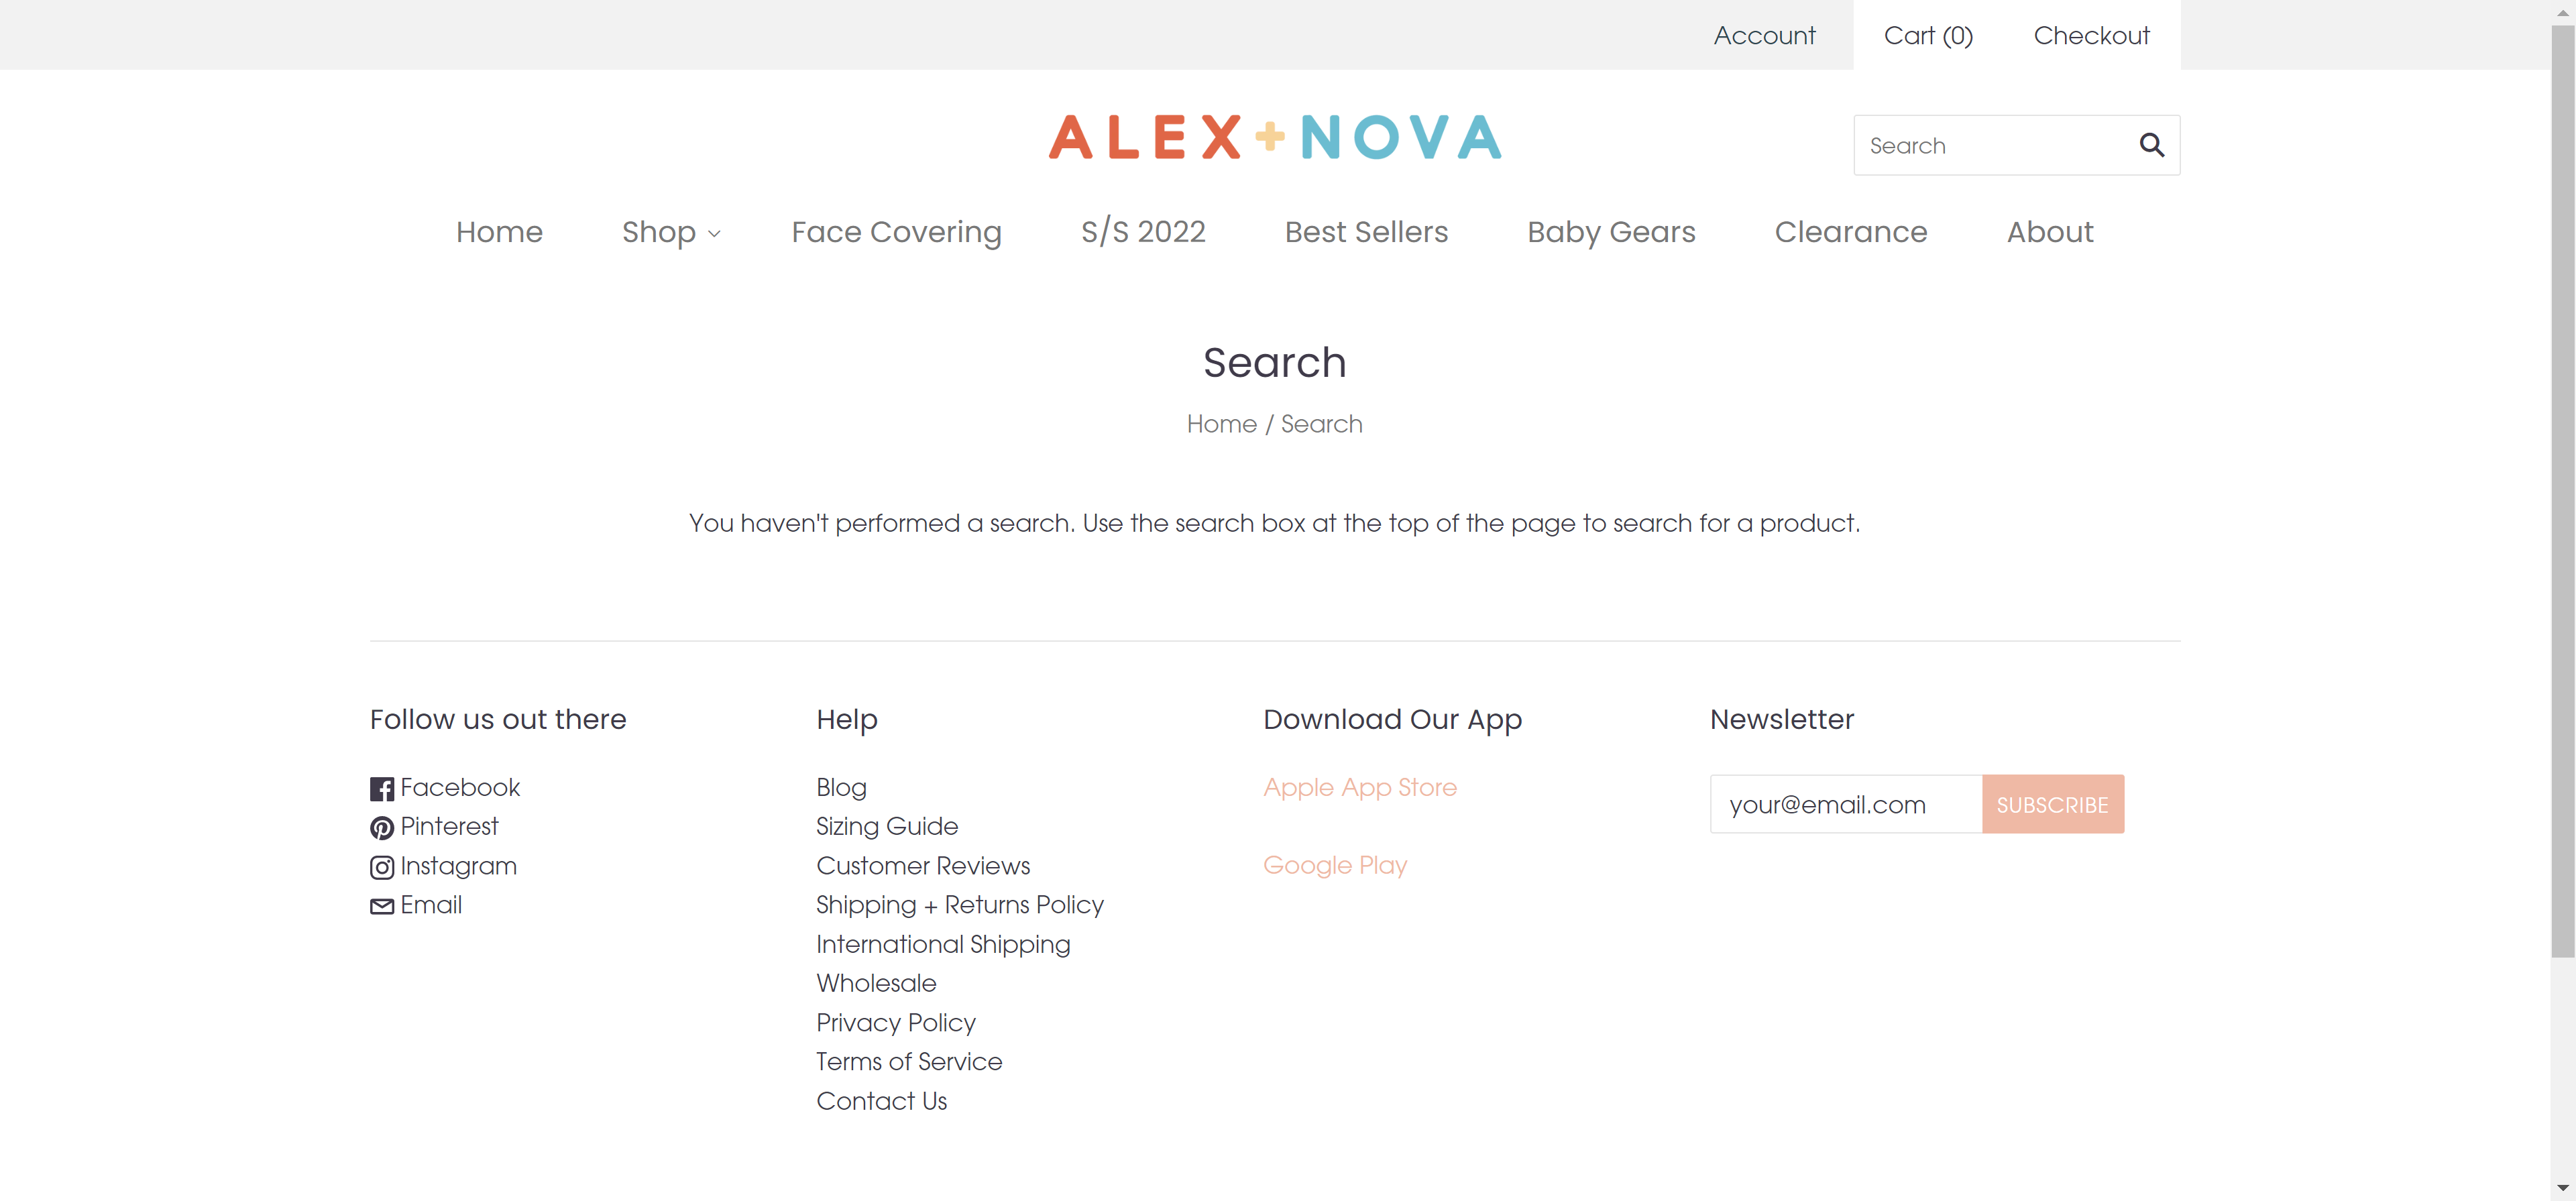 Account
Cart (0)
Checkout
ALEX+NOVA
Search
Home
Shop
Face Covering
S/S 2022
Best Sellers
Baby Gears
Clearance
About
Search
Home / Search
You haven't performed a search. Use the search box at the top of the page to search for a product.
Follow us out there
Facebook
Pinterest
Instagram
Email
Help
Blog
Sizing Guide
Customer Reviews
Shipping + Returns Policy
International Shipping
Wholesale
Privacy Policy
Terms of Service
Contact Us
Download Our App
Apple App Store
Google Play
Newsletter
your@email.com
SUBSCRIBE